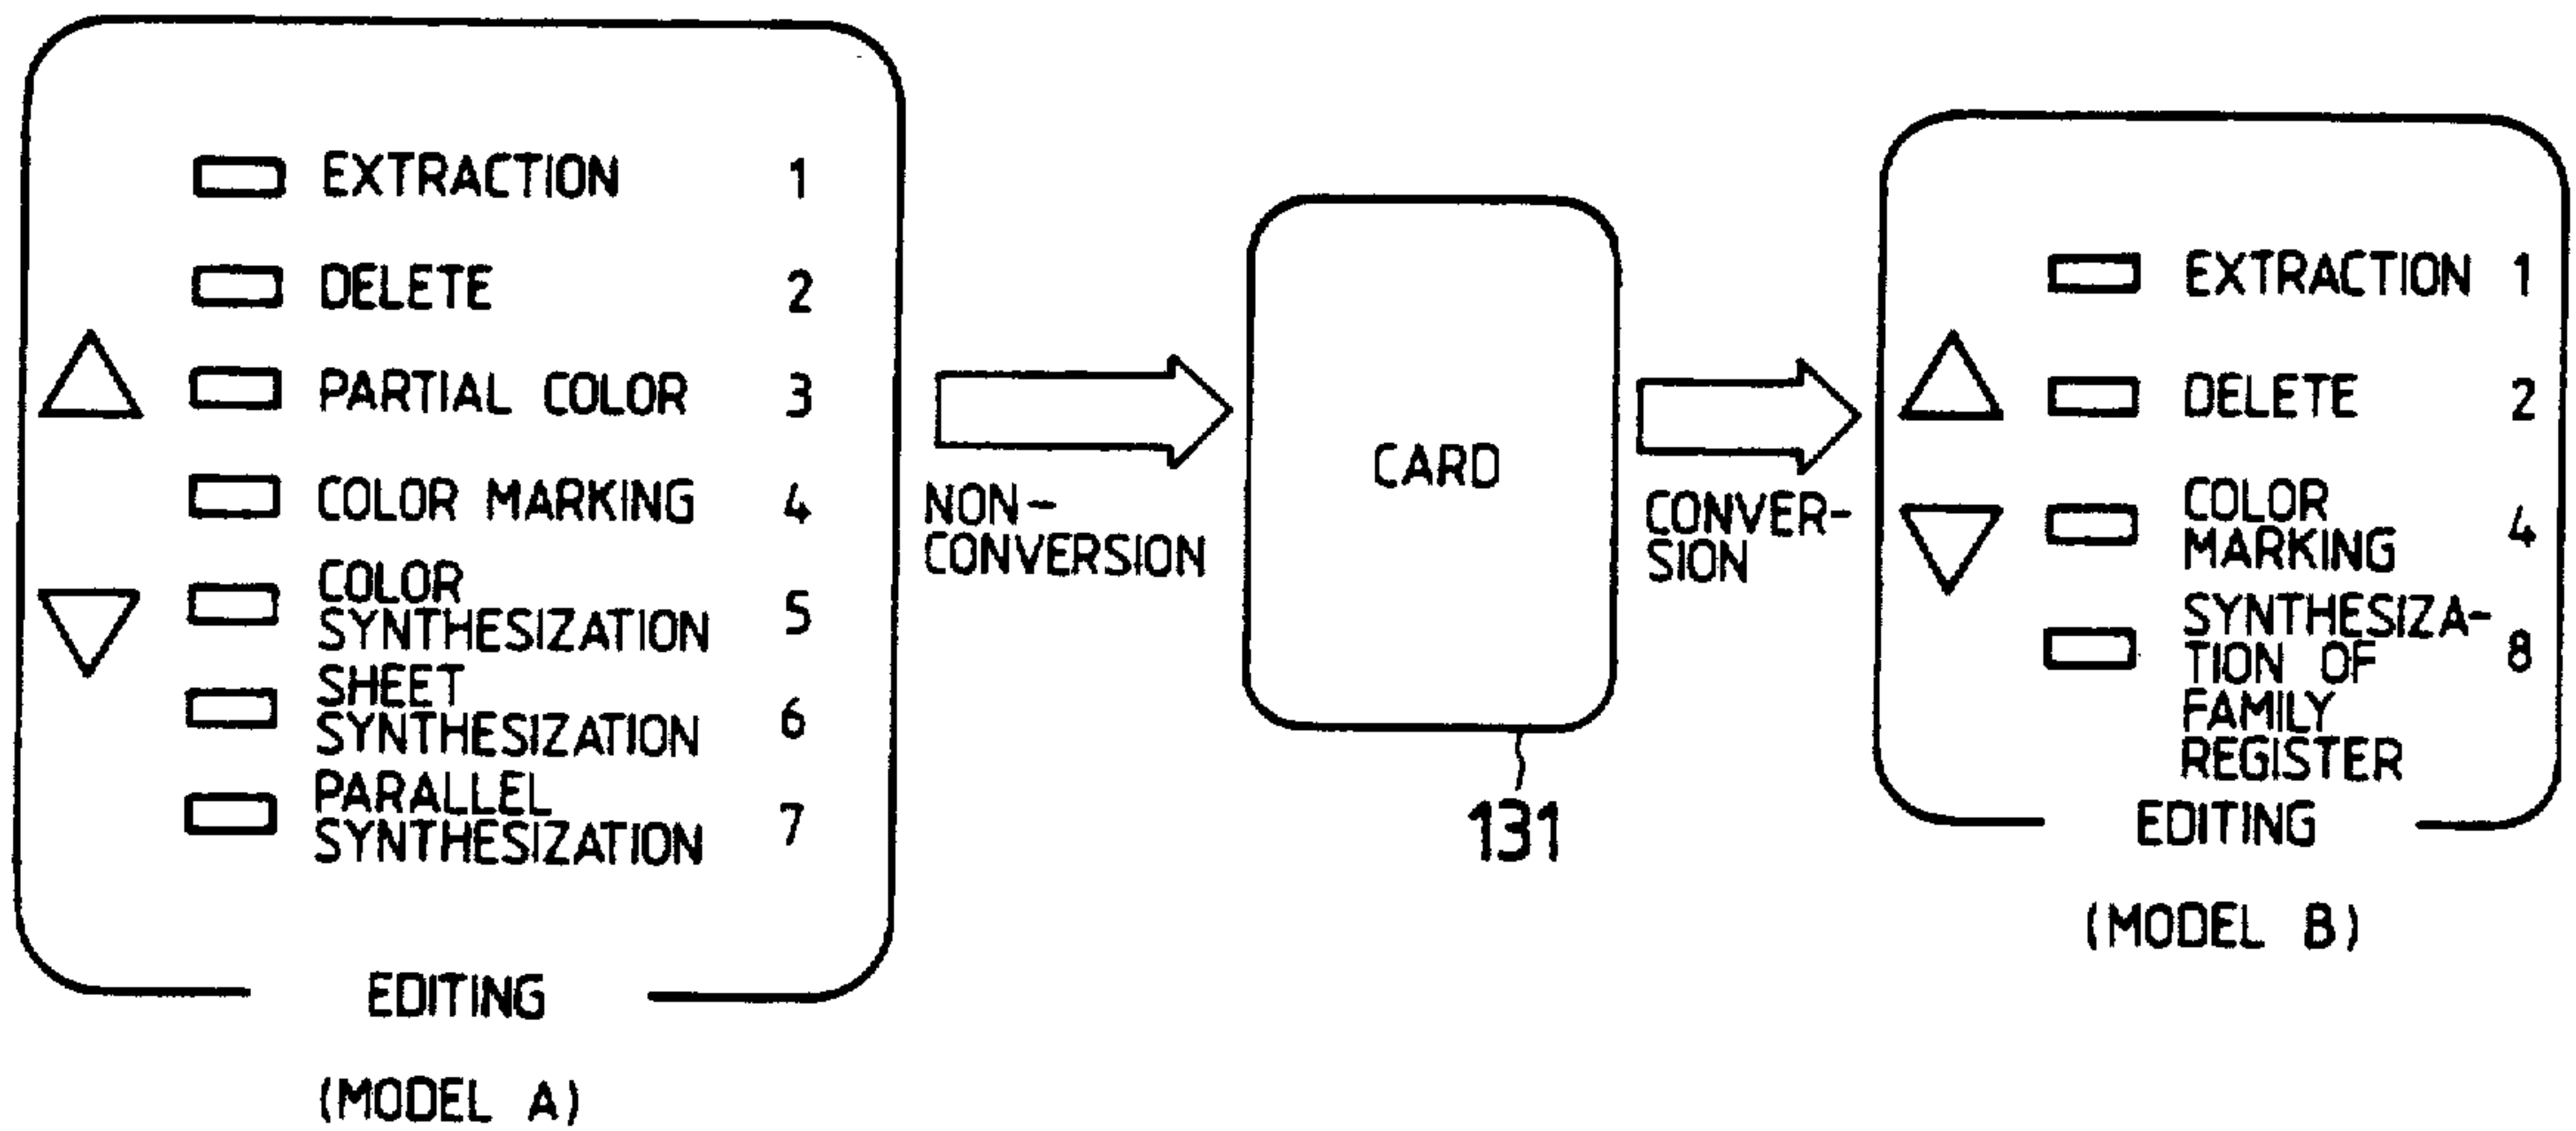 EXTRACTION 1
DELETE 2
PARTIAL COLOR 3
COLOR MARKING 4
COLOR
SYNTHESIZATION 5
SHEET
SYNTHESIZATION 6
PARALLEL
SYNTHESIZATION 7
EDITING
(MODEL A)
NON-
CONVERSION
CARD
131
CONVER-
SION
EXTRACTION 1
DELETE 2
COLOR
MARKING 4
SYNTHESIZA-
TION OF 8
FAMILY
REGISTER
EDITING
(MODEL B)